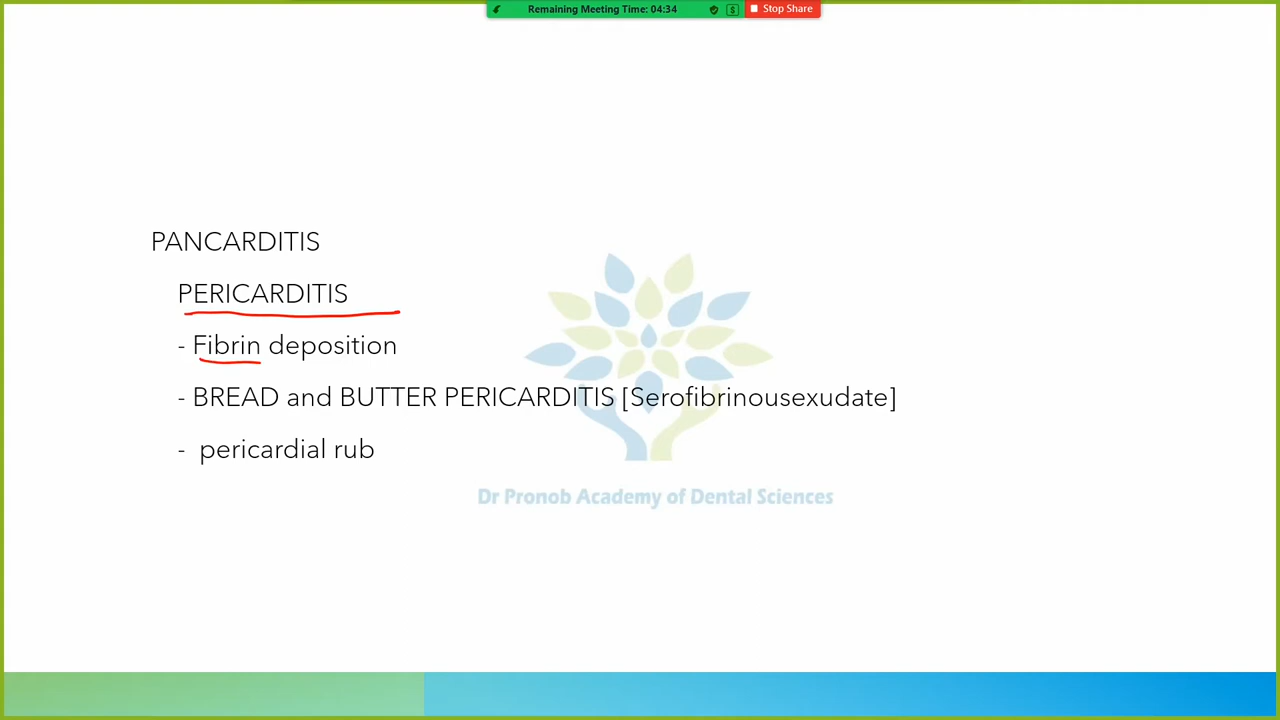 Remaining Meeting Time: 04:34
Stop Share
PANCARDITIS
PERICARDITIS
- Fibrin deposition
- BREAD and BUTTER PERICARDITIS [Serofibrinousexudate]
- pericardial rub
Dr Pronob Academy of Dental Sciences